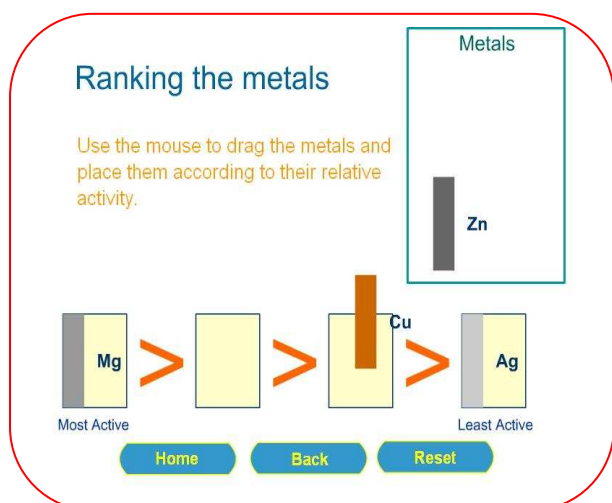 Metals
Ranking the metals
Use the mouse to drag the metals and
place them according to their relative
activity.
Zn
Cu
Mg > > > Ag
Most Active Least Active
Home Back Reset